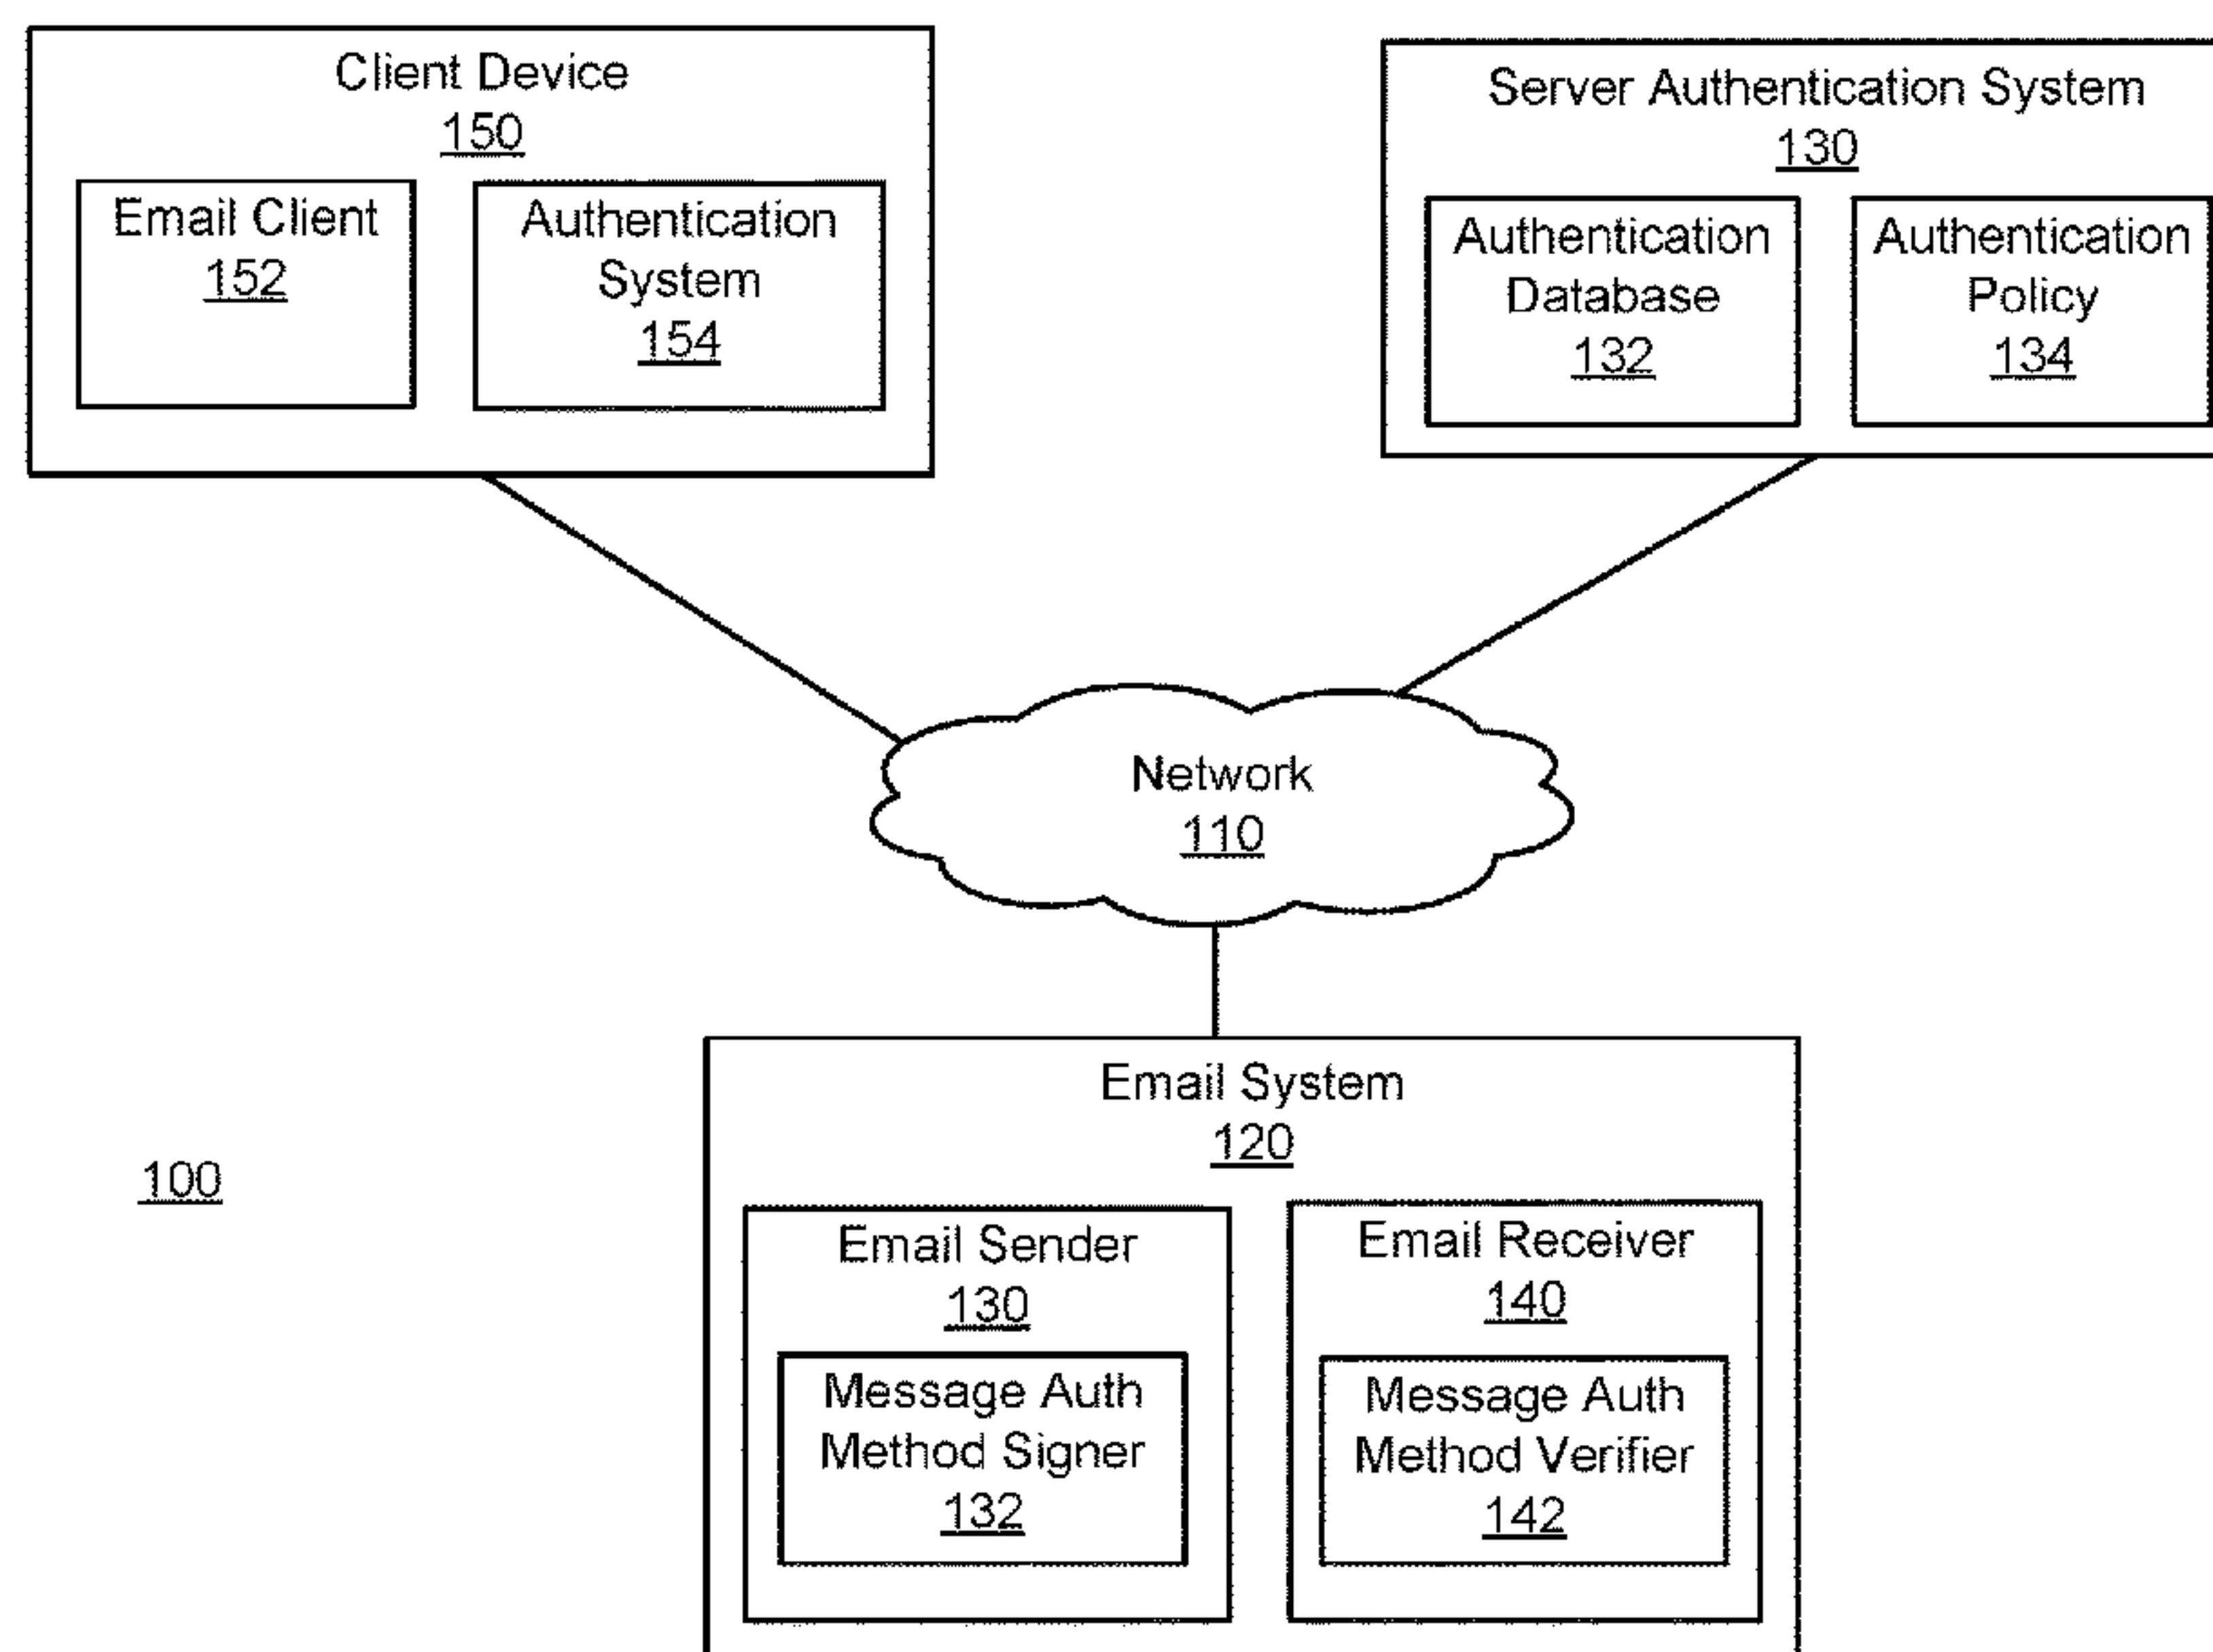 Client Device
150
Email Client
152
Authentication
System
154
Server Authentication System
130
Authentication
Database
132
Authentication
Policy
134
Network
110
100
Email System
120
Email Sender
130
Message Auth
Method Signer
132
Email Receiver
140
Message Auth
Method Verifier
142